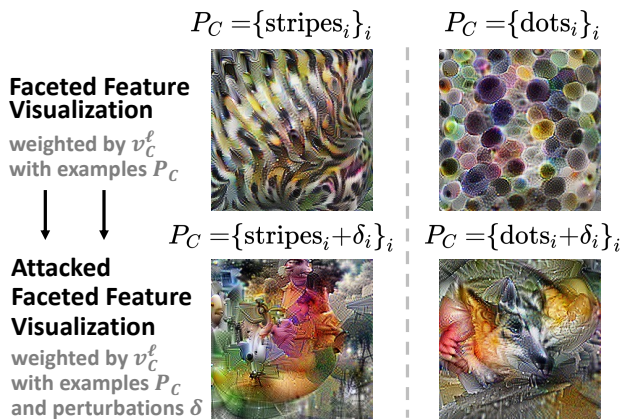 P_C = {stripes_i}_i
P_C = {dots_i}_i
Faceted Feature
Visualization
weighted by v_C^ℓ
with examples P_C
P_C = {stripes_i+δ_i}_i
P_C = {dots_i+δ_i}_i
Attacked
Faceted Feature
Visualization
weighted by v_C^ℓ
with examples P_C
and perturbations δ